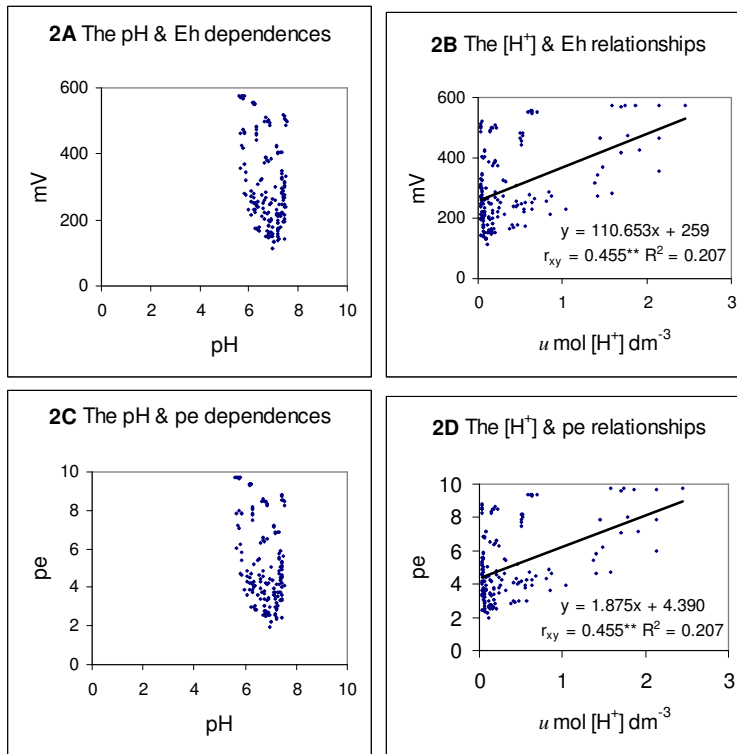 2A The pH & Eh dependences
600
400
200
0
mV
0 2 4 6 8 10
pH
2B The [H⁺] & Eh relationships
600
400
200
0
mV
y = 110.653x + 259
rₓᵧ = 0.455** R² = 0.207
0 1 2 3
u mol [H⁺] dm⁻³
2C The pH & pe dependences
10
8
6
4
2
0
pe
0 2 4 6 8 10
pH
2D The [H⁺] & pe relationships
10
8
6
4
2
0
pe
y = 1.875x + 4.390
rₓᵧ = 0.455** R² = 0.207
0 1 2 3
u mol [H⁺] dm⁻³